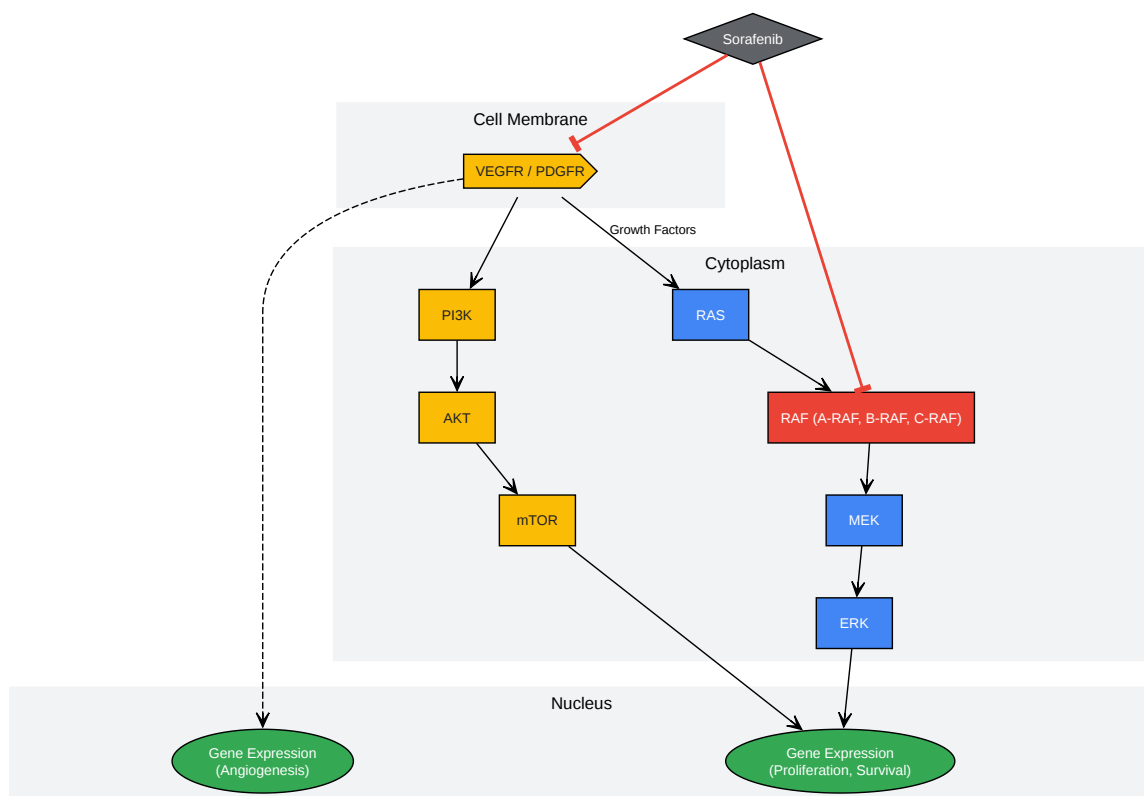 Sorafenib
Cell Membrane
VEGFR / PDGFR
Growth Factors
Cytoplasm
PI3K
RAS
AKT
RAF (A-RAF, B-RAF, C-RAF)
mTOR
MEK
ERK
Nucleus
Gene Expression
(Angiogenesis)
Gene Expression
(Proliferation, Survival)